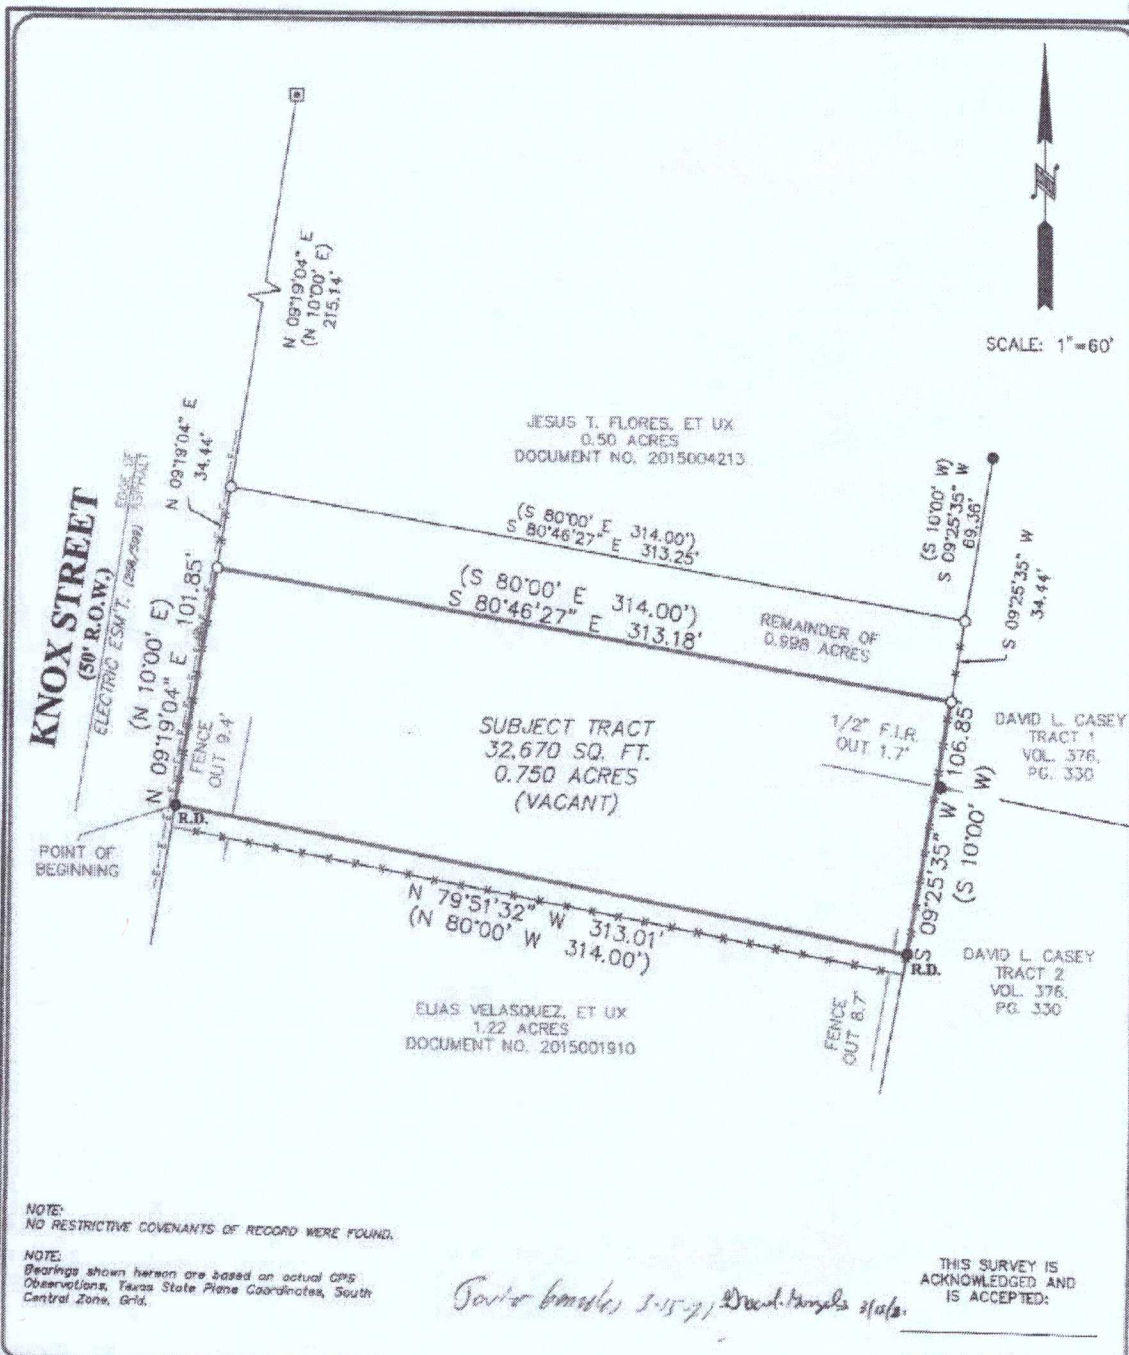 N 09°19'04" E
(N 10°00' E)
215.14'
SCALE: 1"=60'
JESUS T. FLORES, ET UX
0.50 ACRES
DOCUMENT NO. 2015004213
N 09°19'04" E
34.44'
EDGE OF
ASPHALT
KNOX STREET
(50' R.O.W.)
ELECTRIC ESM'T. (258/599)
(S 80°00' E 314.00')
S 80°46'27" E 313.25'
(S 10°00' W)
S 09°25'35" W
69.36'
S 09°25'35" W
34.44'
(S 80°00' E 314.00')
S 80°46'27" E 313.18'
REMAINDER OF
0.998 ACRES
(N 10°00' E)
N 09°19'04" E 101.85'
FENCE
OUT 9.4'
SUBJECT TRACT
32,670 SQ. FT.
0.750 ACRES
(VACANT)
1/2" F.I.R.
OUT 1.7'
DAVID L. CASEY
TRACT 1
VOL. 376,
PG. 330
S 09°25'35" W 106.85'
(S 10°00' W)
R.D.
POINT OF
BEGINNING
N 79°51'32" W 313.01'
(N 80°00' W 314.00')
R.D.
DAVID L. CASEY
TRACT 2
VOL. 376,
PG. 330
FENCE
OUT 8.7'
ELIAS VELASQUEZ, ET UX
1.22 ACRES
DOCUMENT NO. 2015001910
NOTE:
NO RESTRICTIVE COVENANTS OF RECORD WERE FOUND.
NOTE:
Bearings shown hereon are based on actual GPS
Observations, Texas State Plane Coordinates, South
Central Zone, Grid.
THIS SURVEY IS
ACKNOWLEDGED AND
IS ACCEPTED: